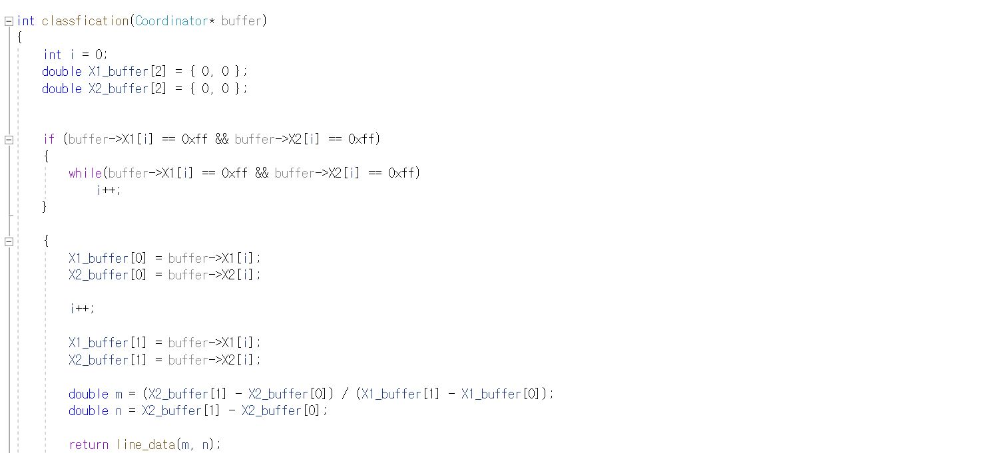 int classfication(Coordinator* buffer)
{
int i = 0;
double X1_buffer[2] = { 0, 0 };
double X2_buffer[2] = { 0, 0 };
if (buffer->X1[i] == 0xff && buffer->X2[i] == 0xff)
{
while(buffer->X1[i] == 0xff && buffer->X2[i] == 0xff)
i++;
}
{
X1_buffer[0] = buffer->X1[i];
X2_buffer[0] = buffer->X2[i];
i++;
X1_buffer[1] = buffer->X1[i];
X2_buffer[1] = buffer->X2[i];
double m = (X2_buffer[1] - X2_buffer[0]) / (X1_buffer[1] - X1_buffer[0]);
double n = X2_buffer[1] - X2_buffer[0];
return line_data(m, n);